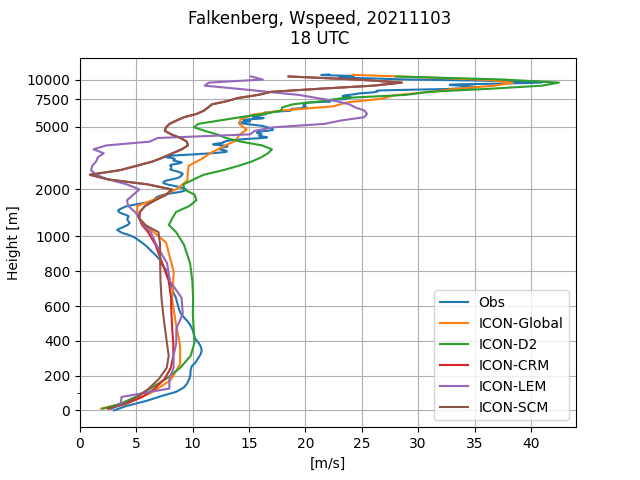 Falkenberg, Wspeed, 20211103
18 UTC
Height [m]
10000
7500
5000
2000
1000
800
600
400
200
0
Obs
ICON-Global
ICON-D2
ICON-CRM
ICON-LEM
ICON-SCM
0 5 10 15 20 25 30 35 40
[m/s]